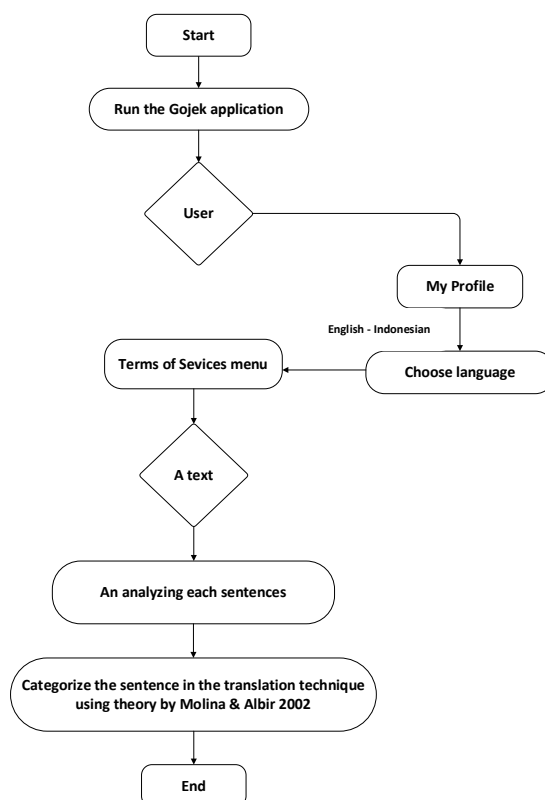 Start
Run the Gojek application
User
My Profile
English - Indonesian
Choose language
Terms of Sevices menu
A text
An analyzing each sentences
Categorize the sentence in the translation technique
using theory by Molina & Albir 2002
End